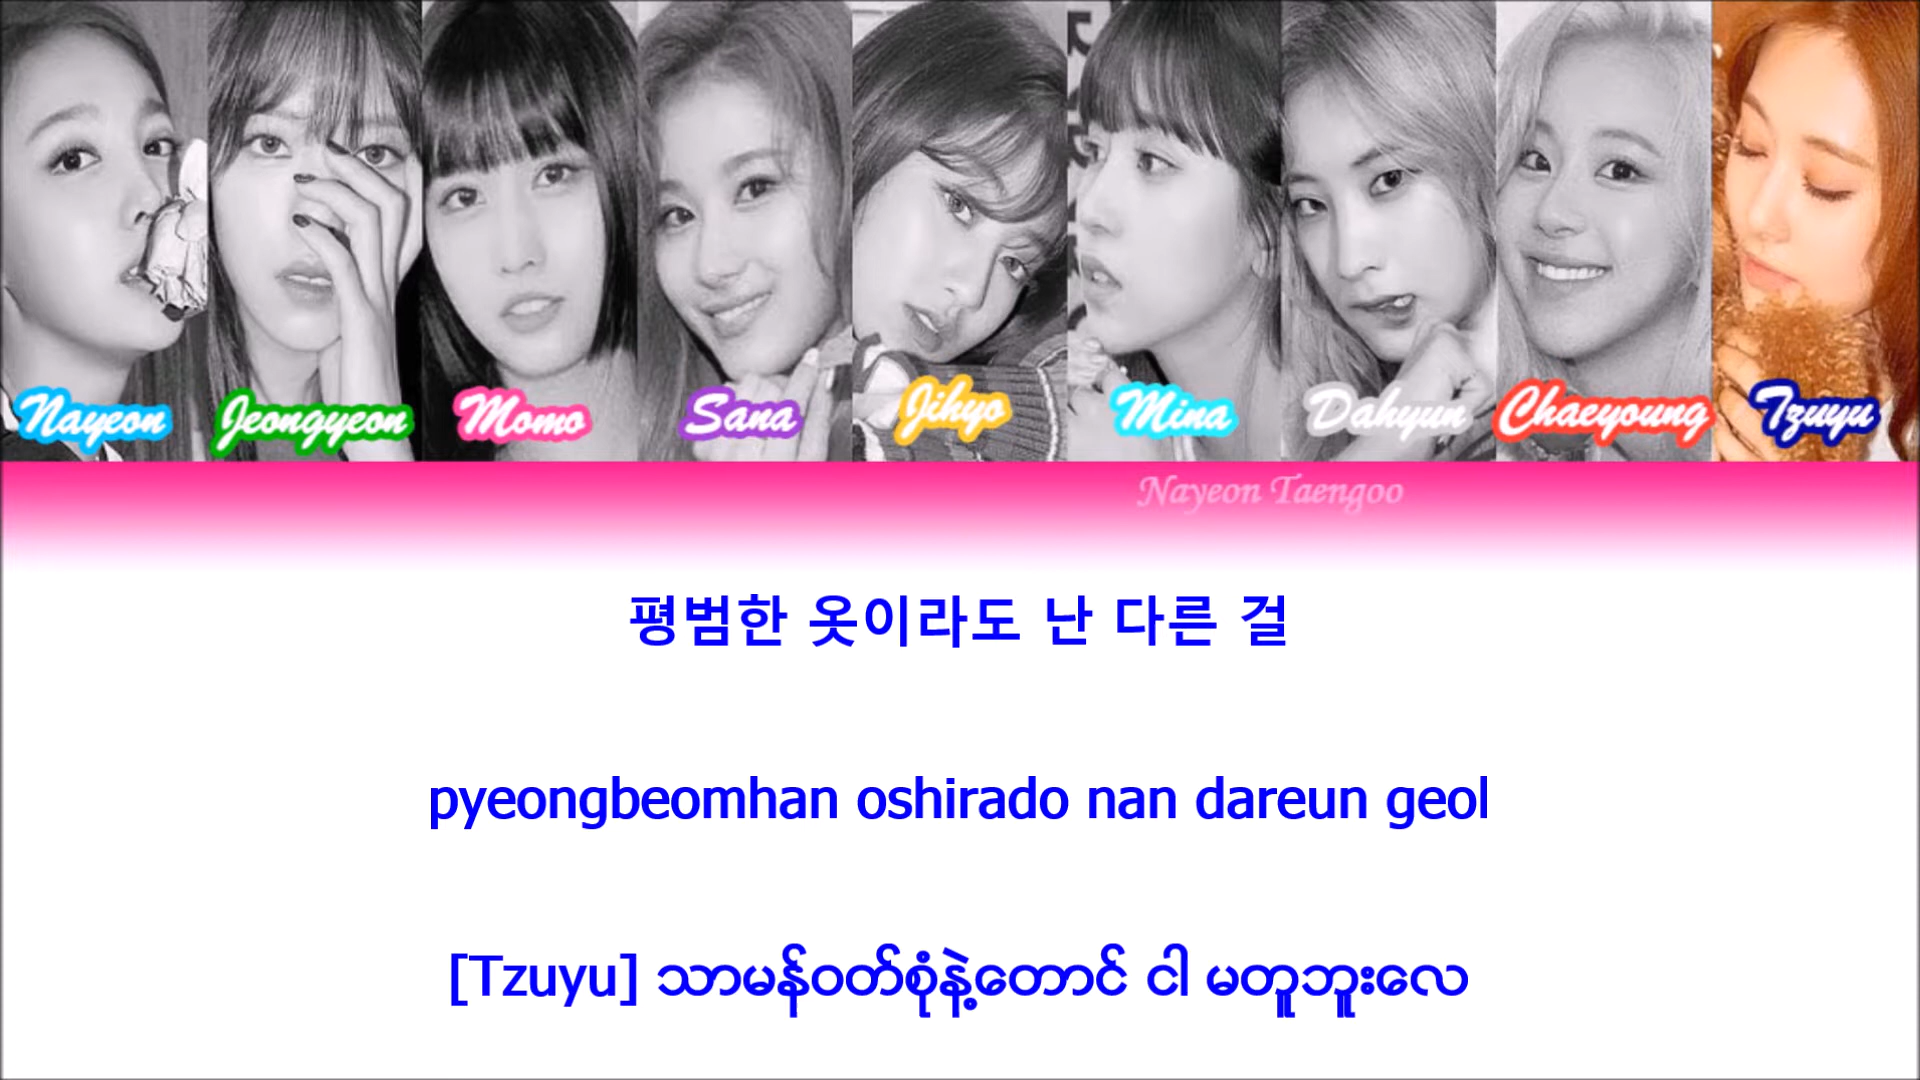 Nayeon Jeongyeon Momo Sana Jihyo Mina Dahyun Chaeyoung Tzuyu
Nayeon Taengoo
평범한 옷이라도 난 다른 걸
pyeongbeomhan oshirado nan dareun geol
[Tzuyu] သာမန်ဝတ်စုံနဲ့တောင် ငါ မတူဘူးလေ